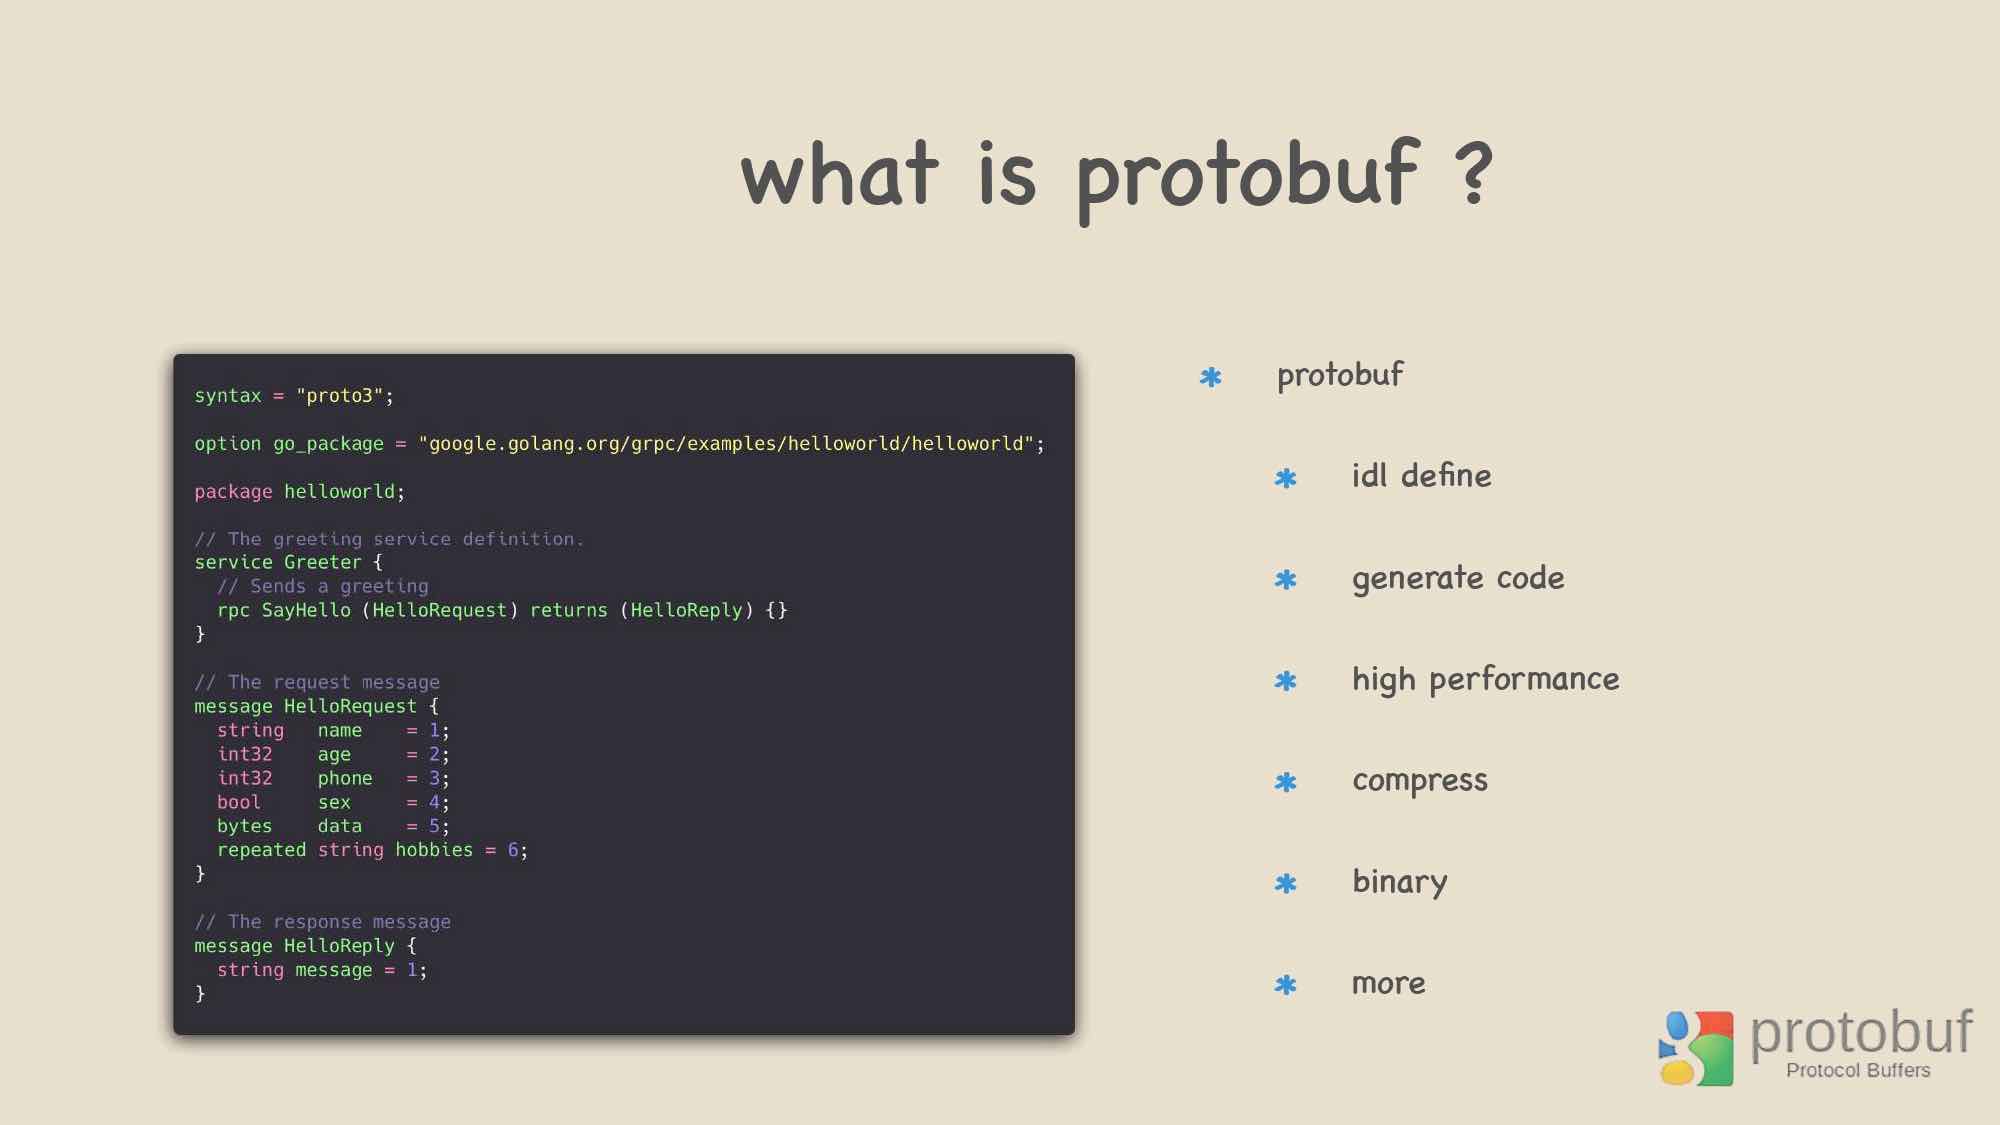 what is protobuf ?
syntax = "proto3";
option go_package = "google.golang.org/grpc/examples/helloworld/helloworld";
package helloworld;
// The greeting service definition.
service Greeter {
  // Sends a greeting
  rpc SayHello (HelloRequest) returns (HelloReply) {}
}
// The request message
message HelloRequest {
  string   name    = 1;
  int32    age     = 2;
  int32    phone   = 3;
  bool     sex     = 4;
  bytes    data    = 5;
  repeated string hobbies = 6;
}
// The response message
message HelloReply {
  string message = 1;
}
* protobuf
* idl define
* generate code
* high performance
* compress
* binary
* more
protobuf
Protocol Buffers